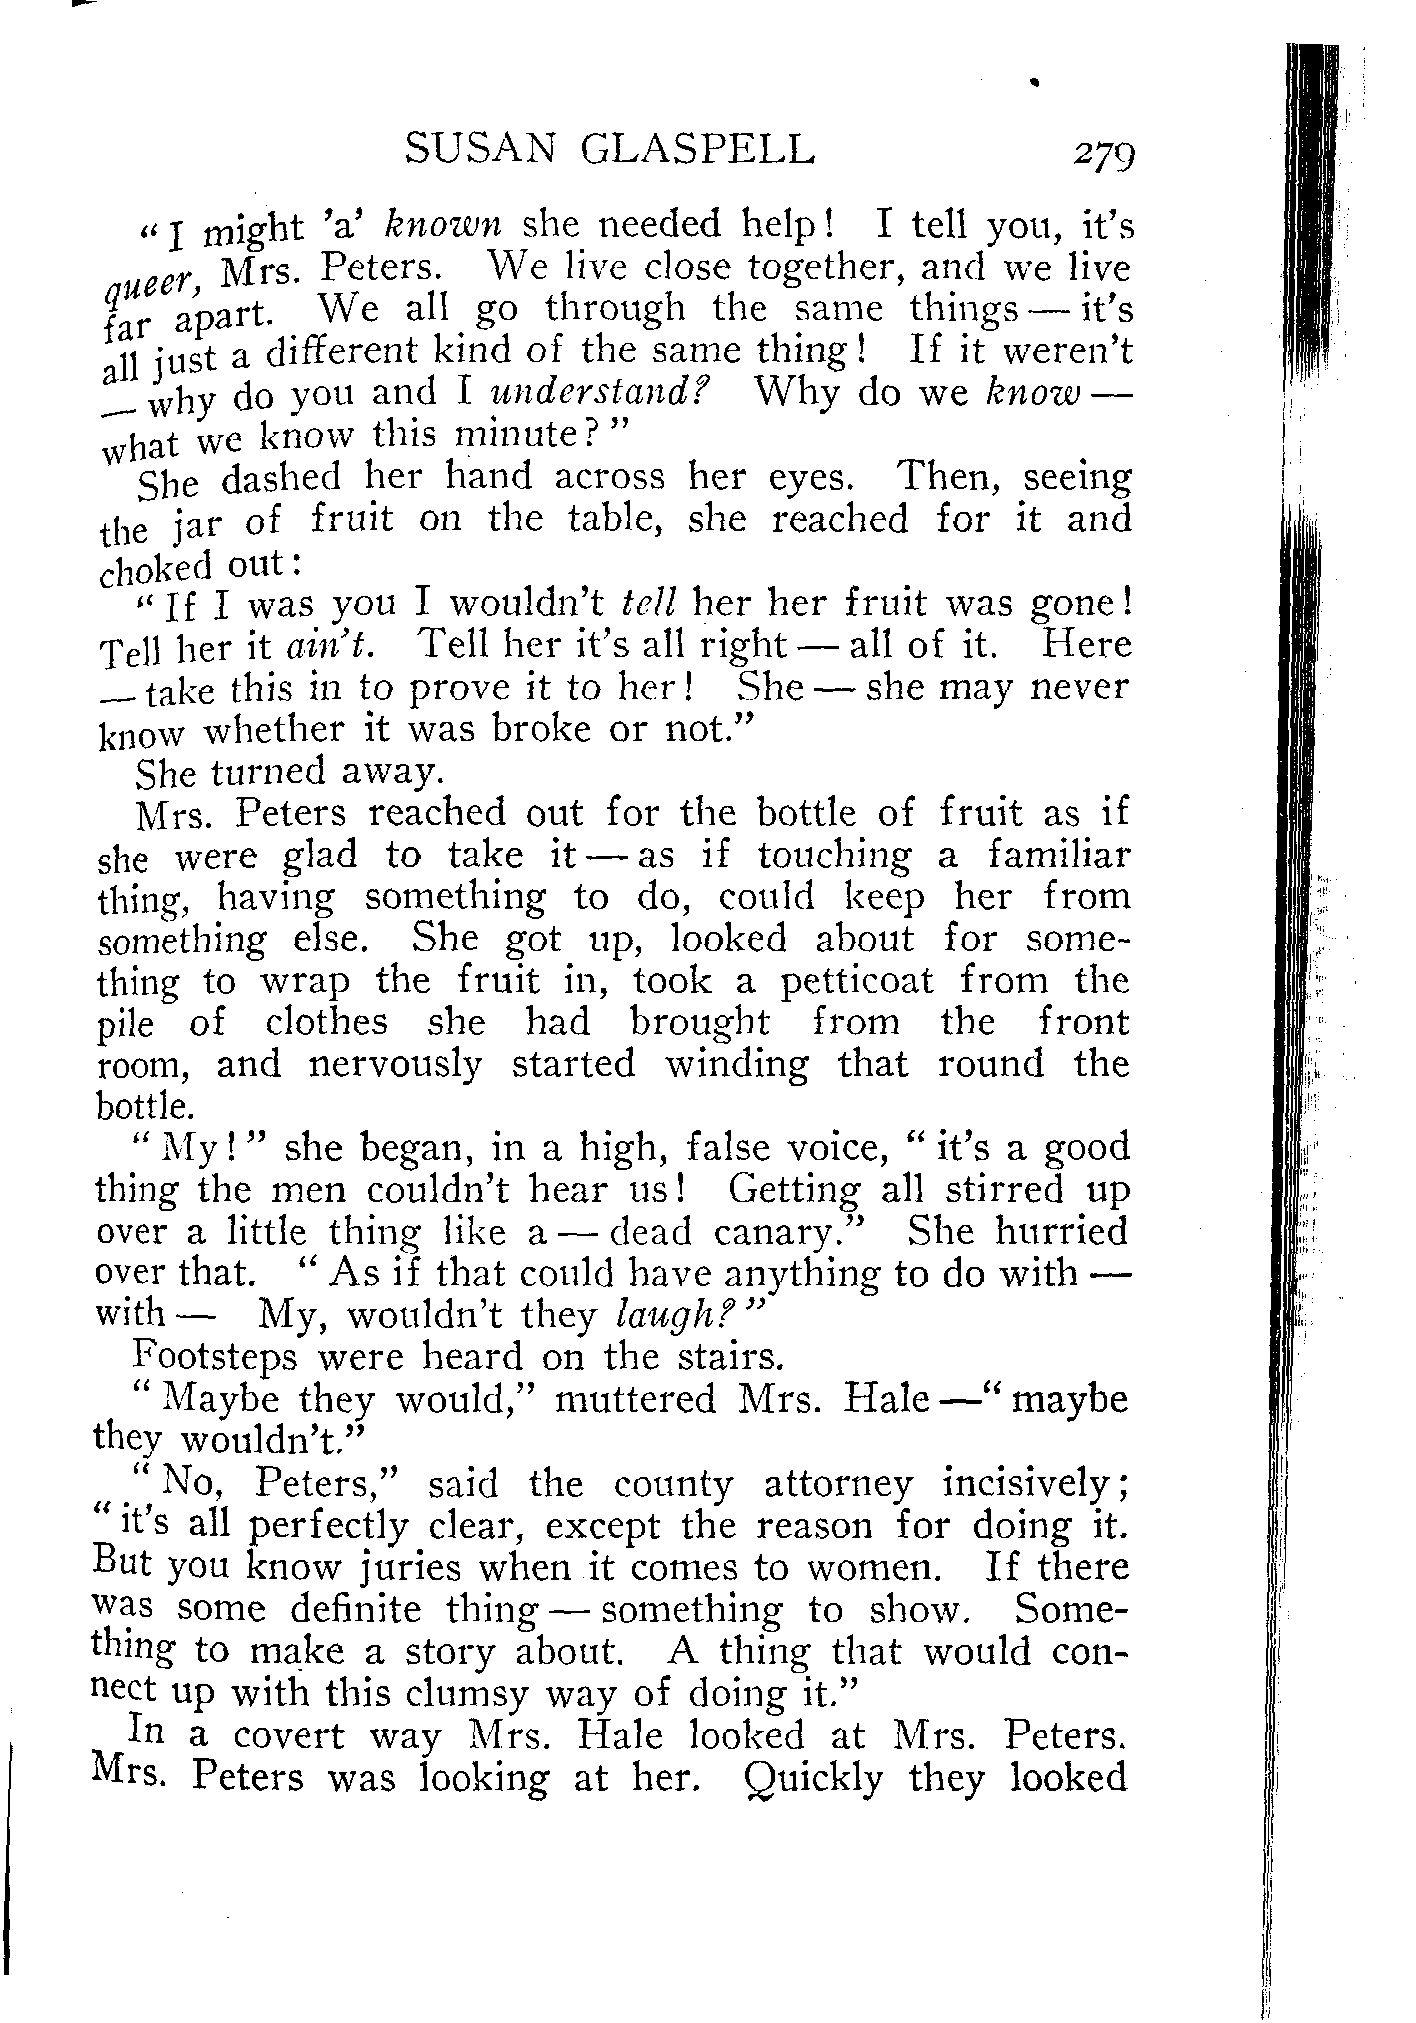 SUSAN GLASPELL 279
“ I might ’a’ known she needed help! I tell you, it's
queer, Mrs. Peters. We live close together, and we live
far apart. We all go through the same things — it's
all just a different kind of the same thing! If it weren't
— why do you and I understand? Why do we know —
what we know this minute? ”
She dashed her hand across her eyes. Then, seeing
the jar of fruit on the table, she reached for it and
choked out:
“ If I was you I wouldn't tell her her fruit was gone!
Tell her it ain't. Tell her it's all right — all of it. Here
— take this in to prove it to her! She — she may never
know whether it was broke or not.”
She turned away.
Mrs. Peters reached out for the bottle of fruit as if
she were glad to take it — as if touching a familiar
thing, having something to do, could keep her from
something else. She got up, looked about for some-
thing to wrap the fruit in, took a petticoat from the
pile of clothes she had brought from the front
room, and nervously started winding that round the
bottle.
“ My! ” she began, in a high, false voice, “ it's a good
thing the men couldn't hear us! Getting all stirred up
over a little thing like a — dead canary.” She hurried
over that. “ As if that could have anything to do with —
with — My, wouldn't they laugh? ”
Footsteps were heard on the stairs.
“ Maybe they would,” muttered Mrs. Hale —“ maybe
they wouldn't.”
“ No, Peters,” said the county attorney incisively;
“ it's all perfectly clear, except the reason for doing it.
But you know juries when it comes to women. If there
was some definite thing — something to show. Some-
thing to make a story about. A thing that would con-
nect up with this clumsy way of doing it.”
In a covert way Mrs. Hale looked at Mrs. Peters.
Mrs. Peters was looking at her. Quickly they looked